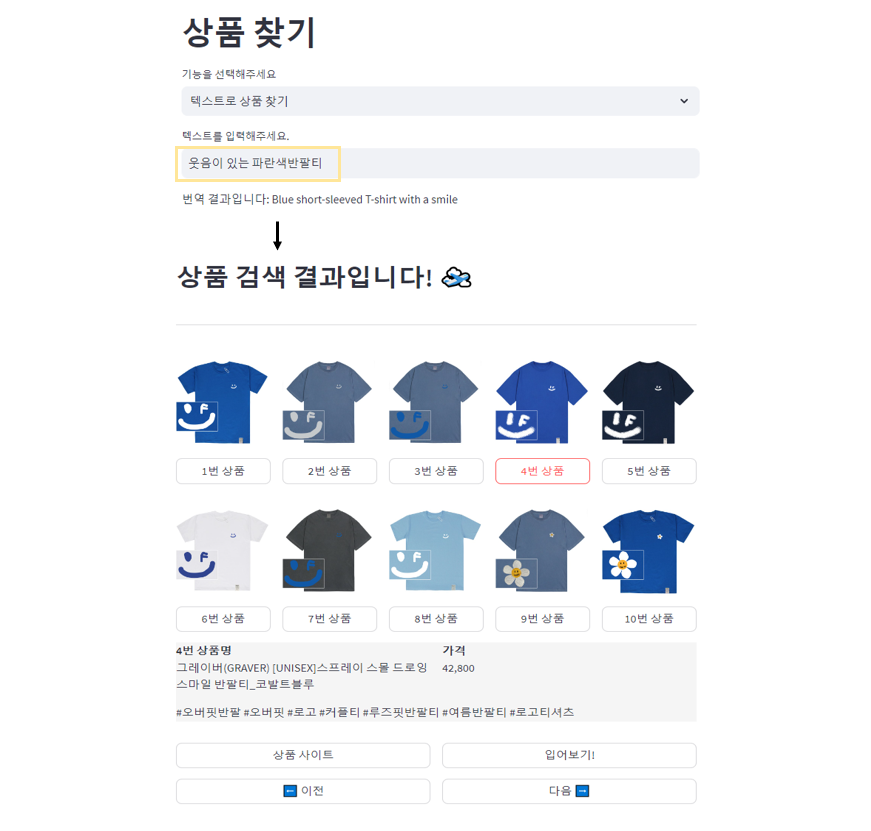 상품 찾기
기능을 선택해주세요
텍스트로 상품 찾기
텍스트를 입력해주세요.
웃음이 있는 파란색반팔티
번역 결과입니다: Blue short-sleeved T-shirt with a smile
상품 검색 결과입니다!
1번 상품
2번 상품
3번 상품
4번 상품
5번 상품
6번 상품
7번 상품
8번 상품
9번 상품
10번 상품
4번 상품명
그레이버(GRAVER) [UNISEX]스프레이 스몰 드로잉
스마일 반팔티_코발트블루
가격
42,800
#오버핏반팔 #오버핏 #로고 #커플티 #루즈핏반팔티 #여름반팔티 #로고티셔츠
상품 사이트
입어보기!
⬅️ 이전
다음 ➡️